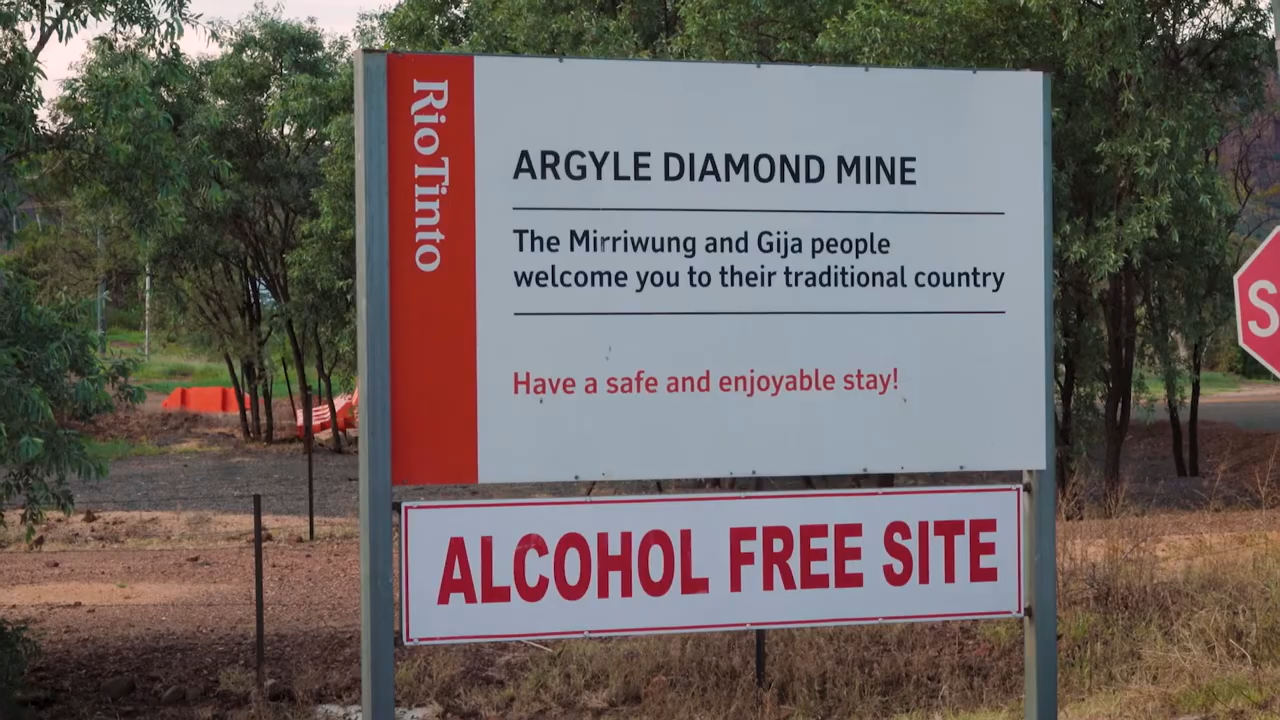 RioTinto
ARGYLE DIAMOND MINE
The Mirriwung and Gija people
welcome you to their traditional country
Have a safe and enjoyable stay!
ALCOHOL FREE SITE
S